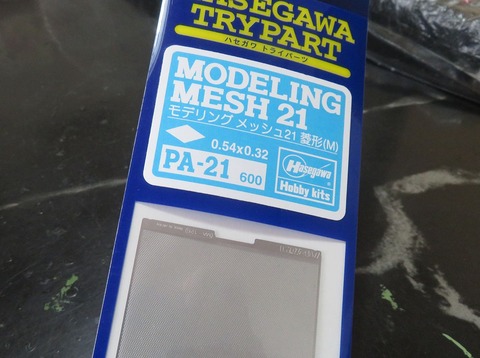 HASEGAWA
TRYPART
ハセガワ トライパーツ
MODELING
MESH 21
モデリング メッシュ21 菱形(M)
0.54x0.32
PA-21 600
Hasegawa
Hobby kits